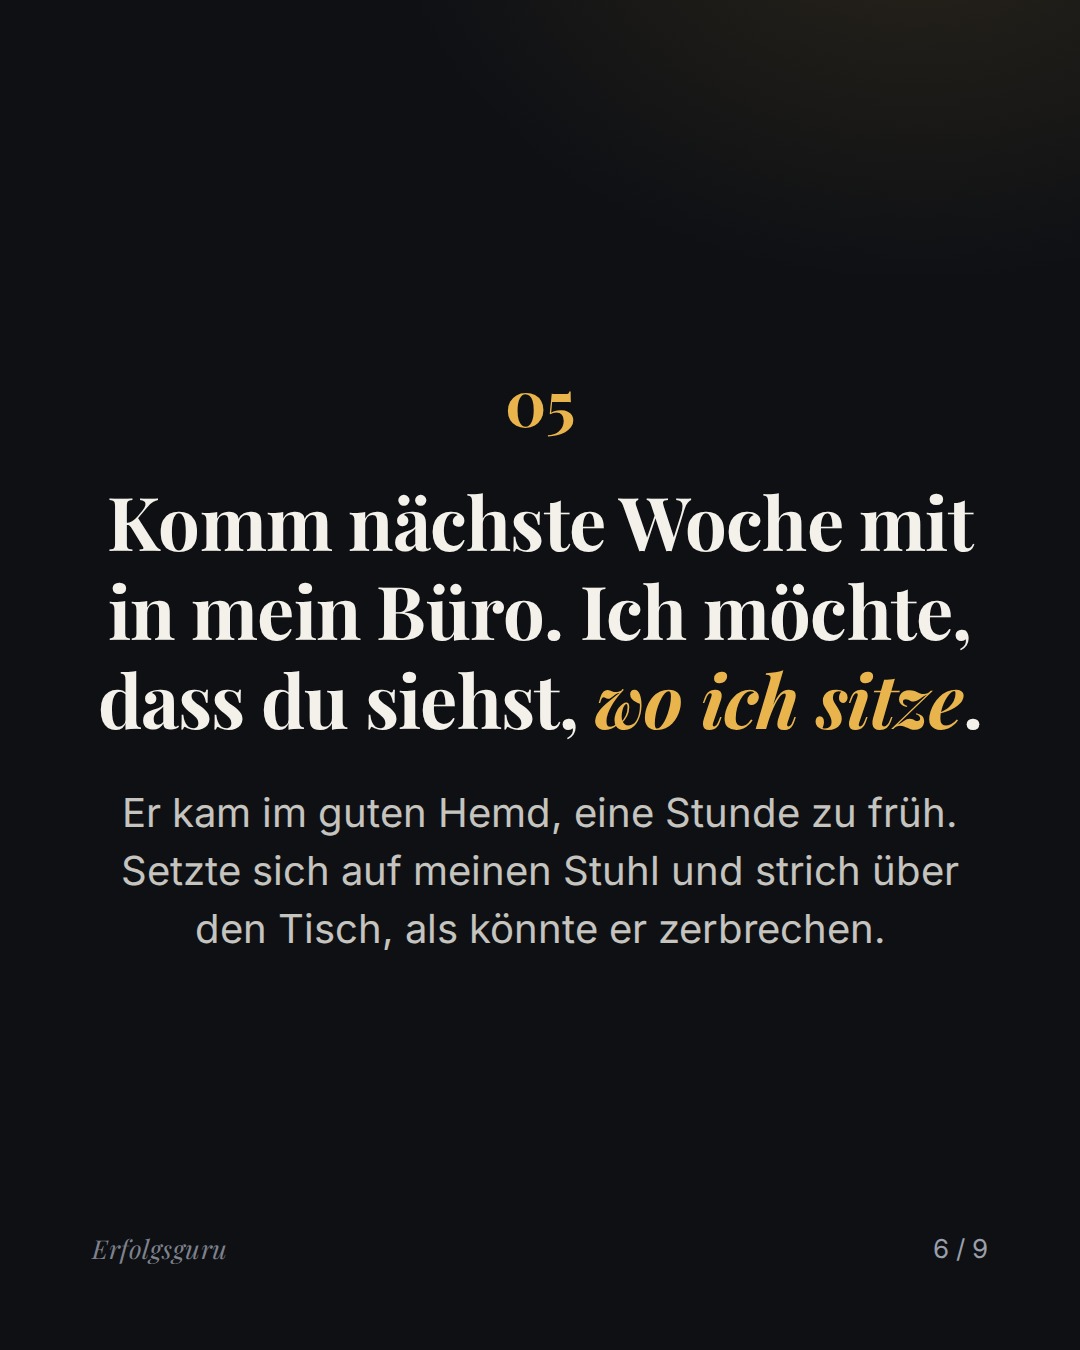 05
Komm nächste Woche mit
in mein Büro. Ich möchte,
dass du siehst, wo ich sitze.
Er kam im guten Hemd, eine Stunde zu früh.
Setzte sich auf meinen Stuhl und strich über
den Tisch, als könnte er zerbrechen.
Erfolgsguru
6 / 9